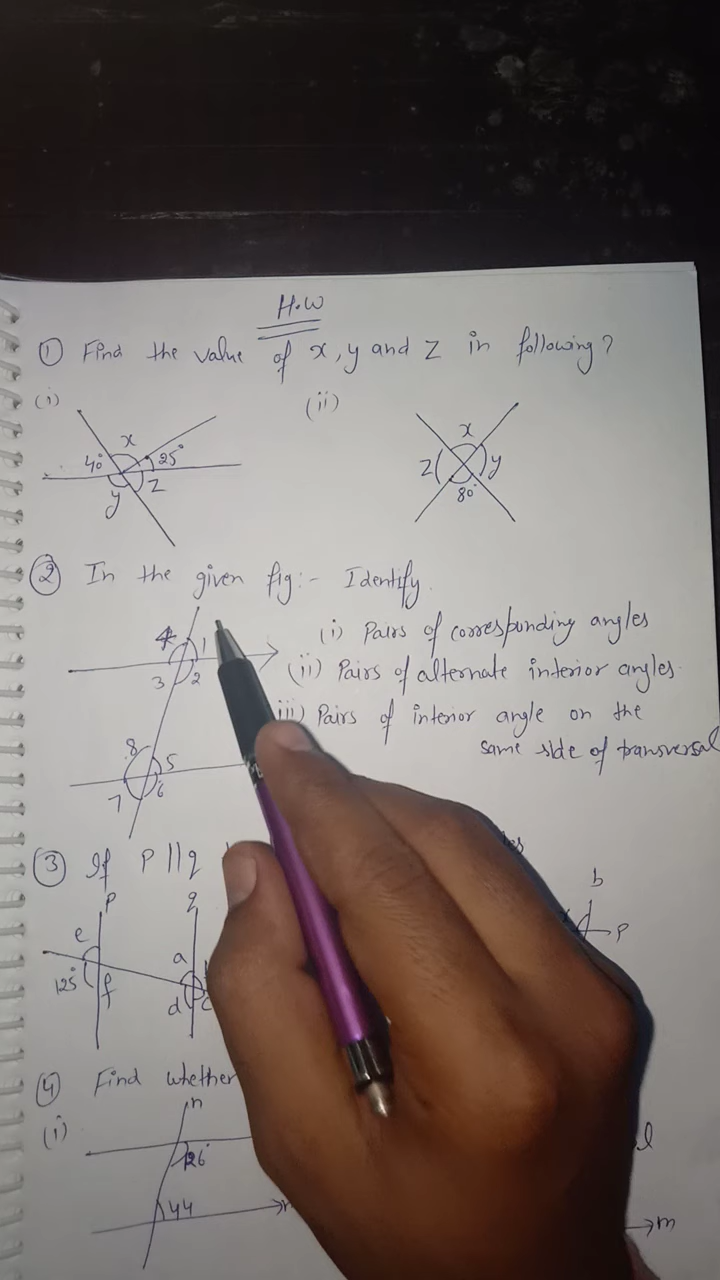 H.W
① Find the value of x, y and z in following?
(i) (ii)
x
40° 25°
y z
x
z y
80°
② In the given fig:- Identify.
(i) Pairs of corresponding angles
(ii) Pairs of alternate interior angles.
iii) Pairs of interior angle on the
same side of transversal
4 1
3 2
8 5
7 6
③ If P || q
P q
e a
125° f d c
b
x P
④ Find whether
(i) n
126°
44
l
m